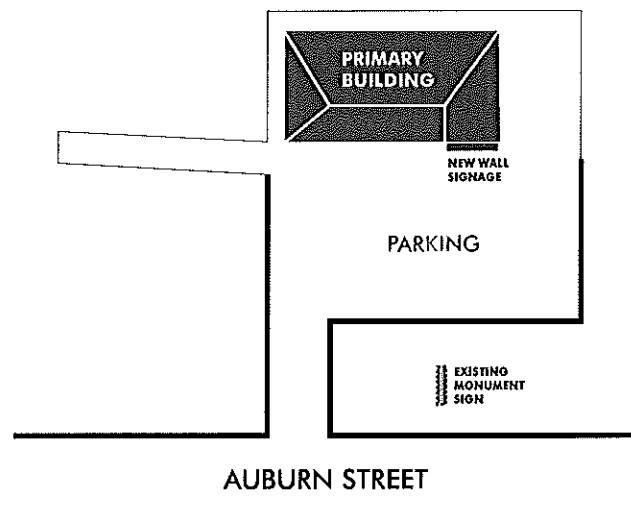 PRIMARY
BUILDING
NEW WALL
SIGNAGE
PARKING
EXISTING
MONUMENT
SIGN
AUBURN STREET